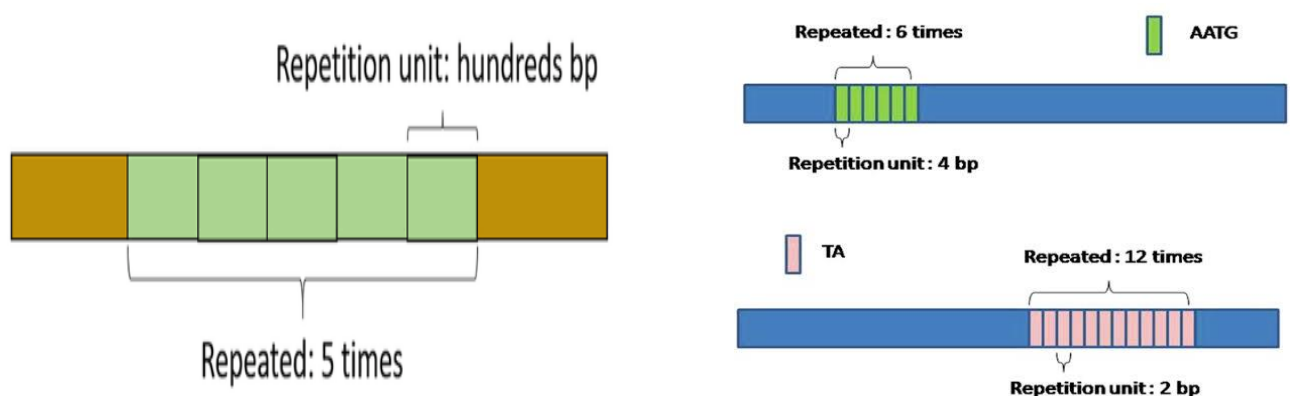 Repetition unit: hundreds bp
Repeated: 5 times
Repeated : 6 times
AATG
Repetition unit : 4 bp
TA
Repeated : 12 times
Repetition unit : 2 bp